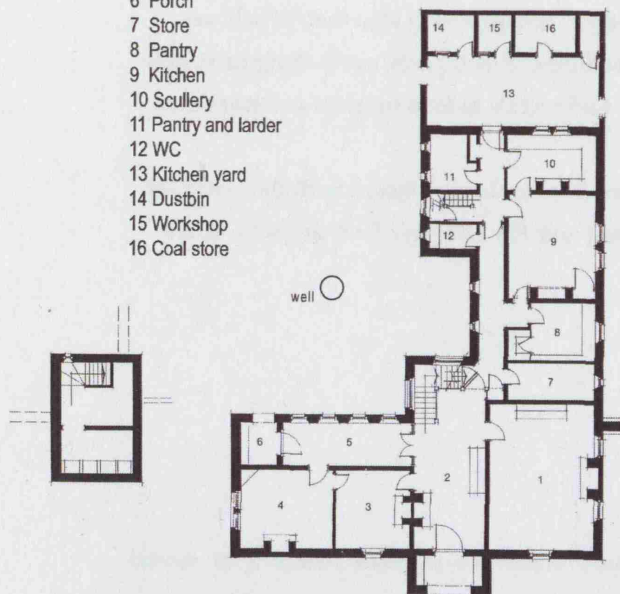 6 Porch
7 Store
8 Pantry
9 Kitchen
10 Scullery
11 Pantry and larder
12 WC
13 Kitchen yard
14 Dustbin
15 Workshop
16 Coal store
14
15
16
13
11
10
12
9
well
8
7
6
5
2
1
4
3